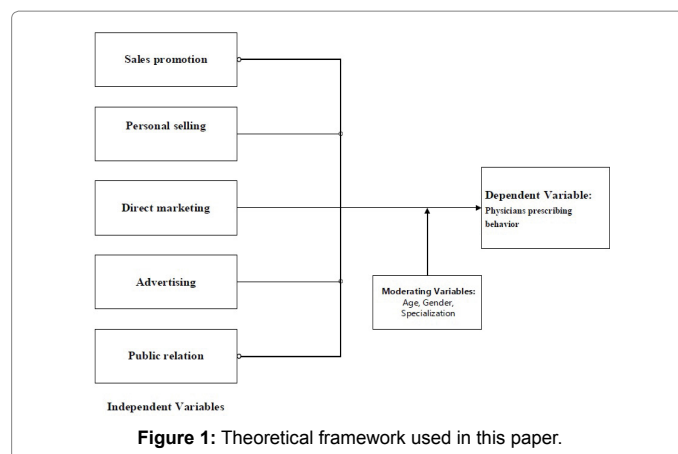 Sales promotion
Personal selling
Direct marketing
Advertising
Public relation
Independent Variables
Dependent Variable:
Physicians prescribing
behavior
Moderating Variables:
Age, Gender,
Specialization
Figure 1: Theoretical framework used in this paper.